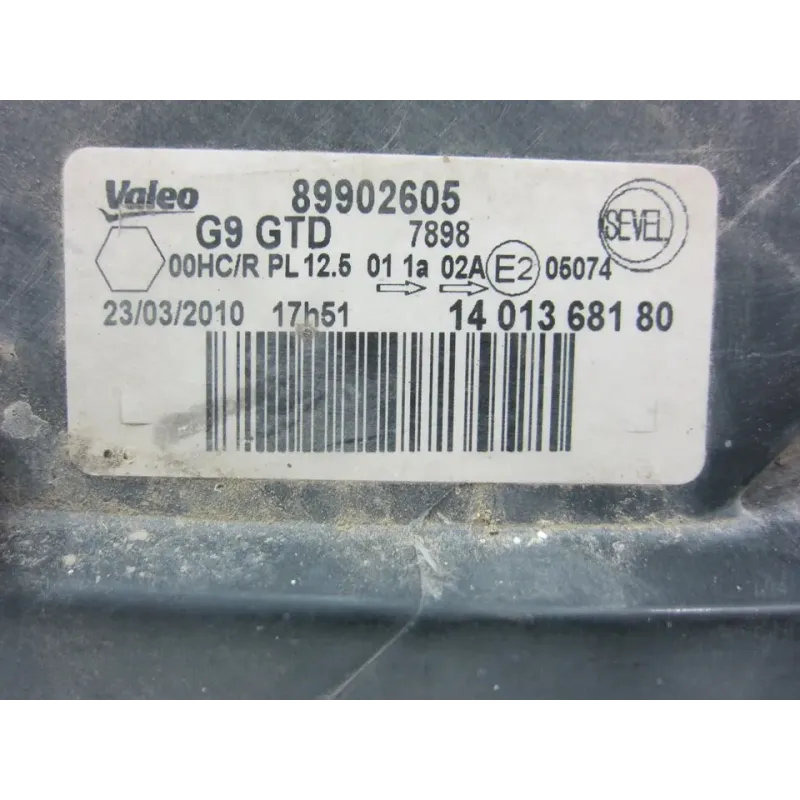 Valeo 89902605
SEVEL
G9 GTD 7898
00HC/R PL 12.5 01 1a 02A E2 05074
23/03/2010 17h51 14 013 681 80